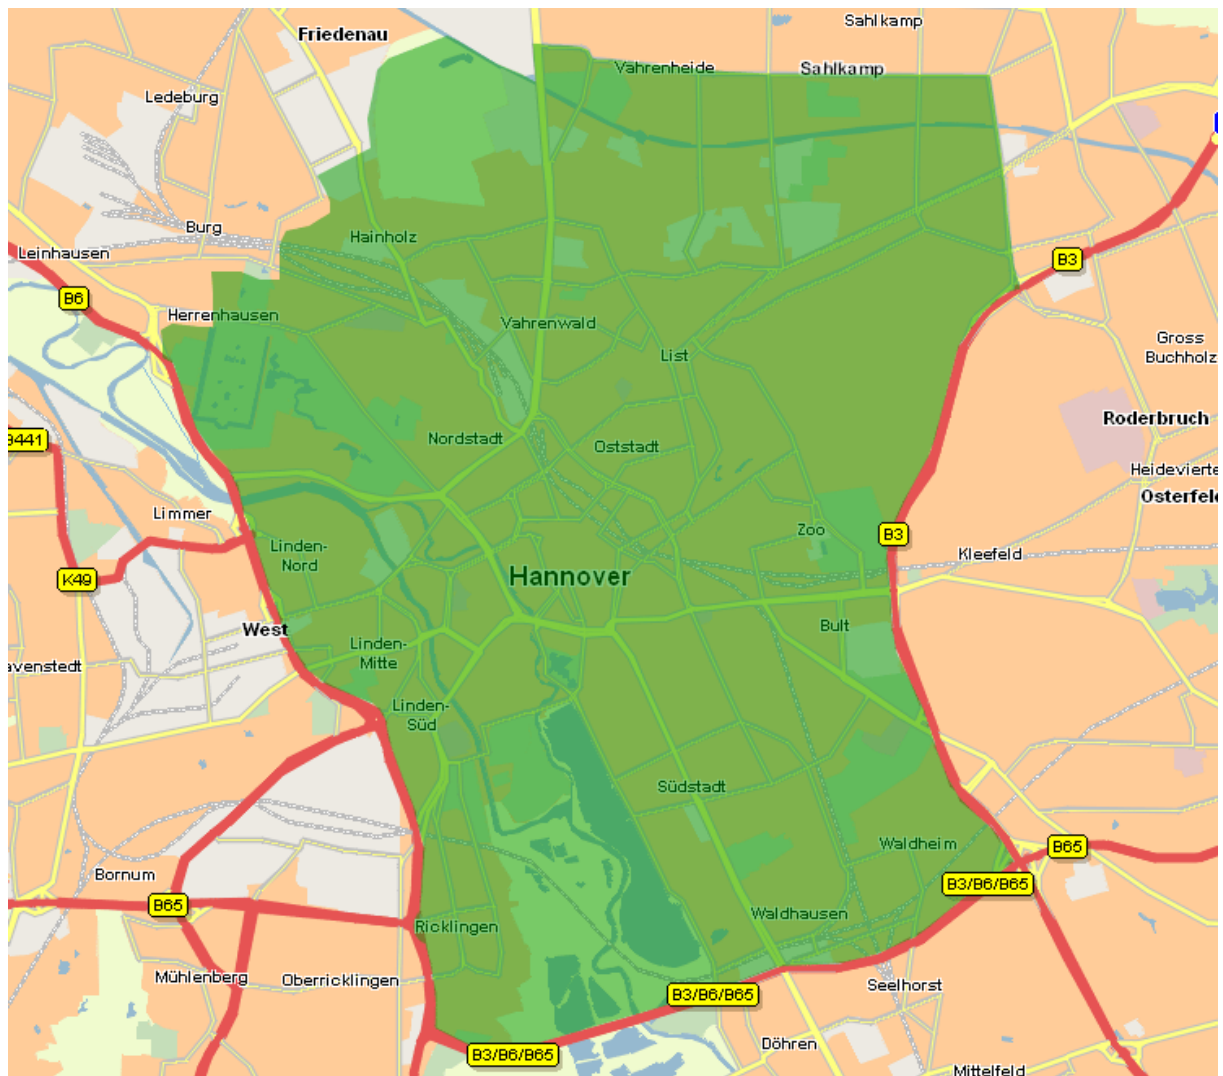 Sahlkamp
Friedenau
Vahrenheide
Sahlkamp
Ledeburg
Burg
Hainholz
Leinhausen
B3
B6
Herrenhausen
Vahrenwald
List
Gross
Buchholz
Roderbruch
B441
Nordstadt
Oststadt
Heidevierte
Osterfeld
Limmer
Zoo
B3
Linden-
Nord
Kleefeld
Hannover
K49
West
Bult
Linden-
Mitte
avenstedt
Linden-
Süd
Südstadt
Waldheim
B65
Bornum
B3/B6/B65
B65
Waldhausen
Ricklingen
Mühlenberg
Oberricklingen
Seelhorst
B3/B6/B65
Döhren
B3/B6/B65
Mittelfeld